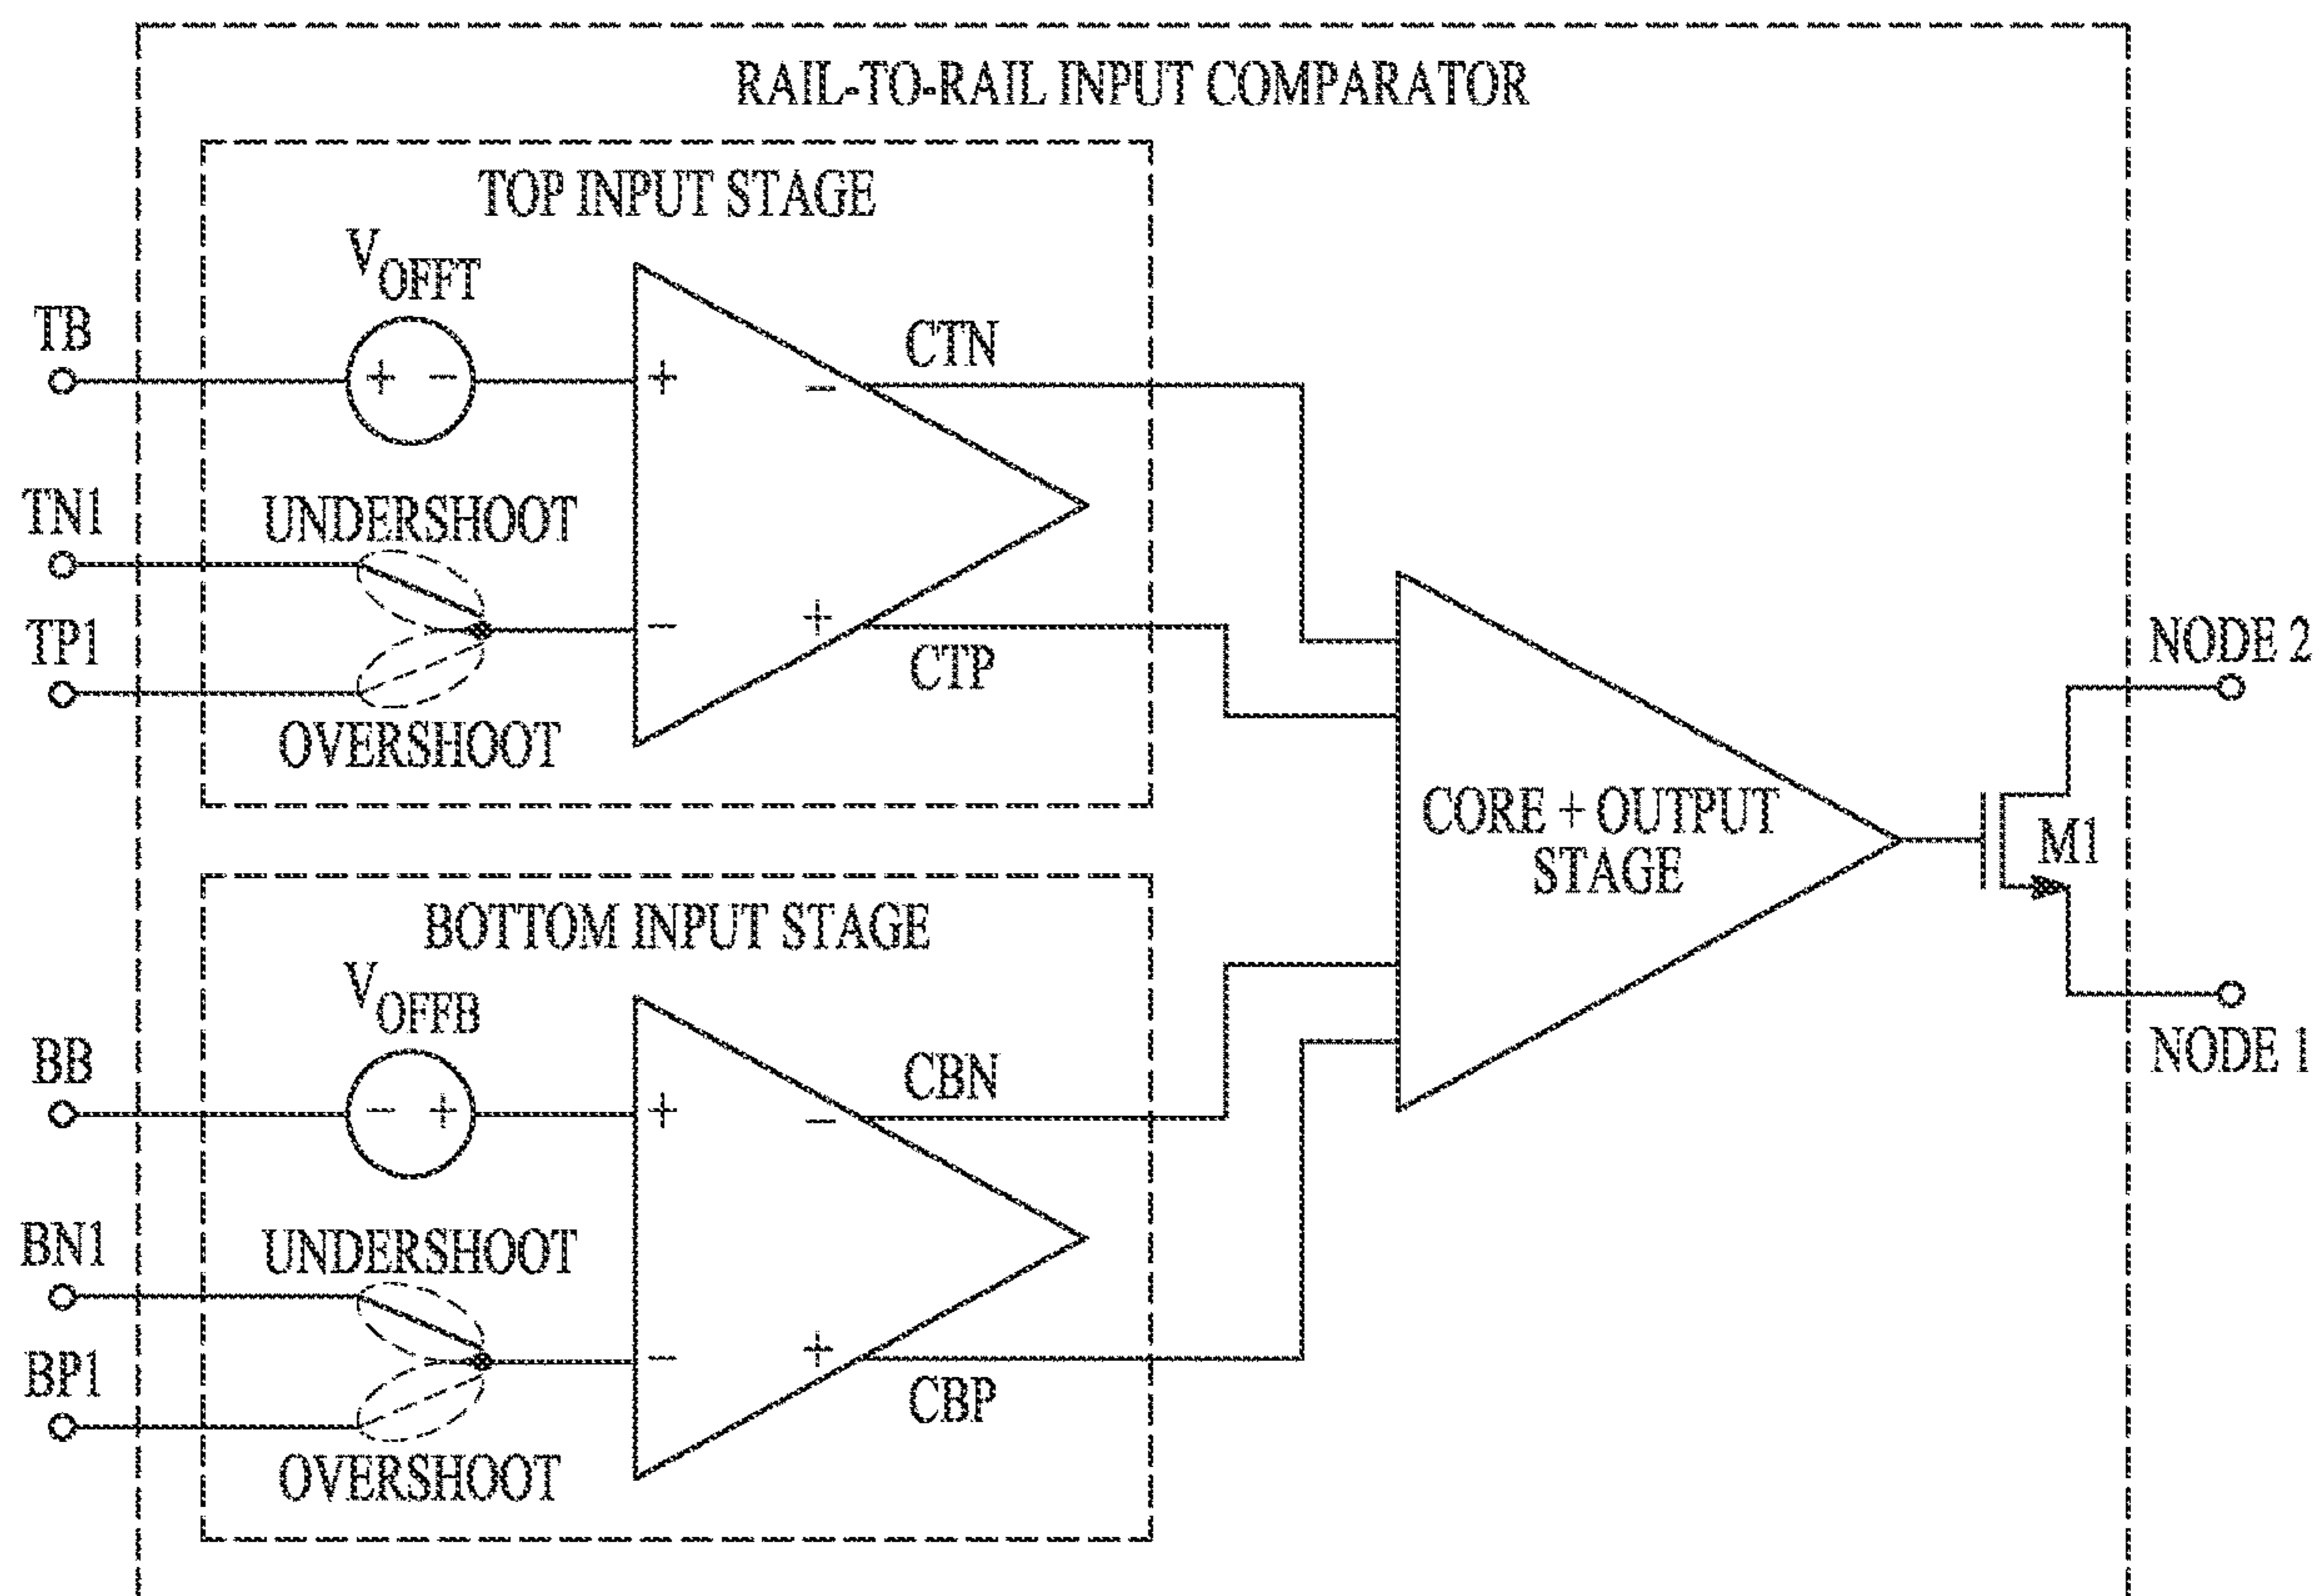 RAIL-TO-RAIL INPUT COMPARATOR
TOP INPUT STAGE
VOFFT
TB
+ −
+
−
CTN
TN1
UNDERSHOOT
TP1
−
+
CTP
OVERSHOOT
NODE 2
CORE + OUTPUT
STAGE
M1
BOTTOM INPUT STAGE
VOFFB
BB
− +
+
−
CBN
NODE 1
BN1
UNDERSHOOT
BP1
−
+
CBP
OVERSHOOT